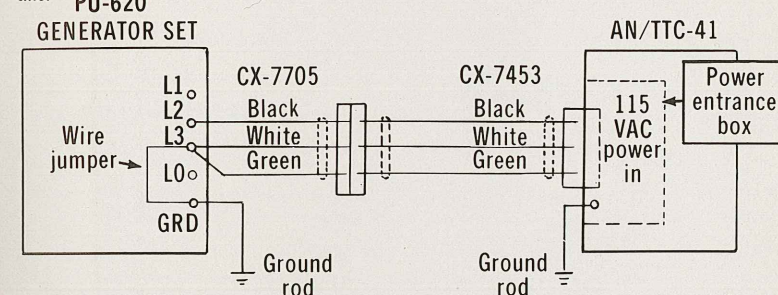 PU-620
GENERATOR SET
AN/TTC-41
L1
L2
L3
L0
GRD
Wire
jumper
CX-7705
Black
White
Green
CX-7453
Black
White
Green
115
VAC
power
in
Power
entrance
box
Ground
rod
Ground
rod